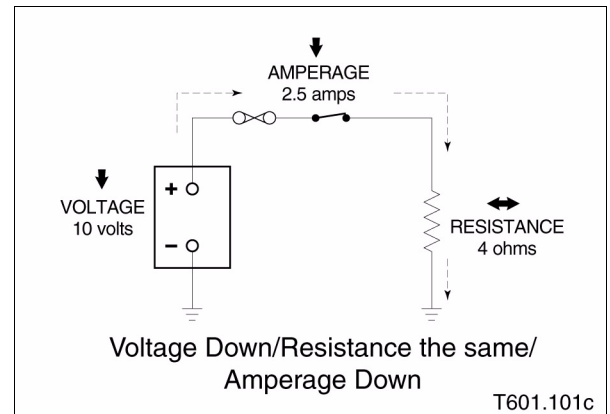 AMPERAGE
2.5 amps
VOLTAGE
10 volts
+
−
RESISTANCE
4 ohms
Voltage Down/Resistance the same/
Amperage Down
T601.101c